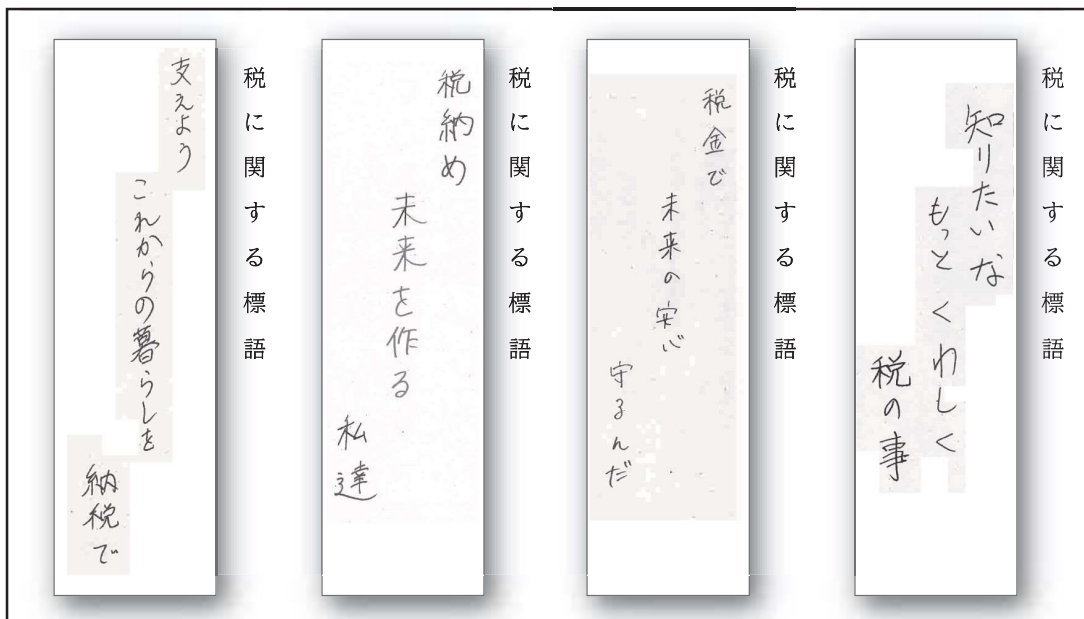 税に関する標語
知りたいな
もっとくわしく
税の事
税に関する標語
税金で
未来の安心
守るんだ
税に関する標語
税納め
未来を作る
私達
税に関する標語
支えよう
これからの暮らしを
納税で